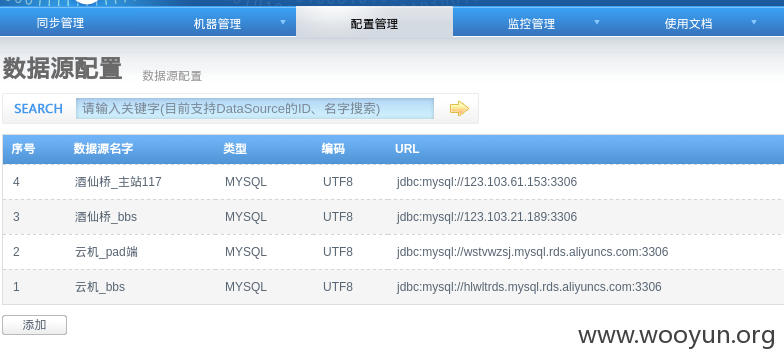 同步管理 机器管理 配置管理 监控管理 使用文档
数据源配置 数据源配置
SEARCH 请输入关键字(目前支持DataSource的ID、名字搜索)
序号 数据源名字 类型 编码 URL
4 酒仙桥_主站117 MYSQL UTF8 jdbc:mysql://123.103.61.153:3306
3 酒仙桥_bbs MYSQL UTF8 jdbc:mysql://123.103.21.189:3306
2 云机_pad端 MYSQL UTF8 jdbc:mysql://wstvwzsj.mysql.rds.aliyuncs.com:3306
1 云机_bbs MYSQL UTF8 jdbc:mysql://hlwltrds.mysql.rds.aliyuncs.com:3306
添加
www.wooyun.org